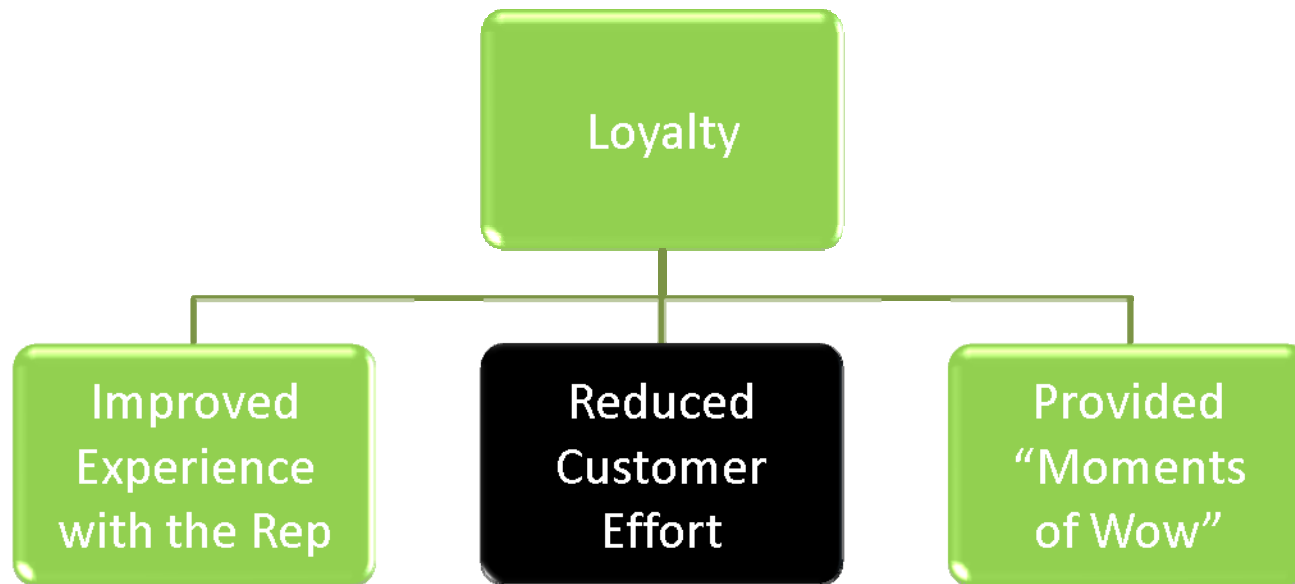 Loyalty
Improved
Experience
with the Rep
Reduced
Customer
Effort
Provided
“Moments
of Wow”